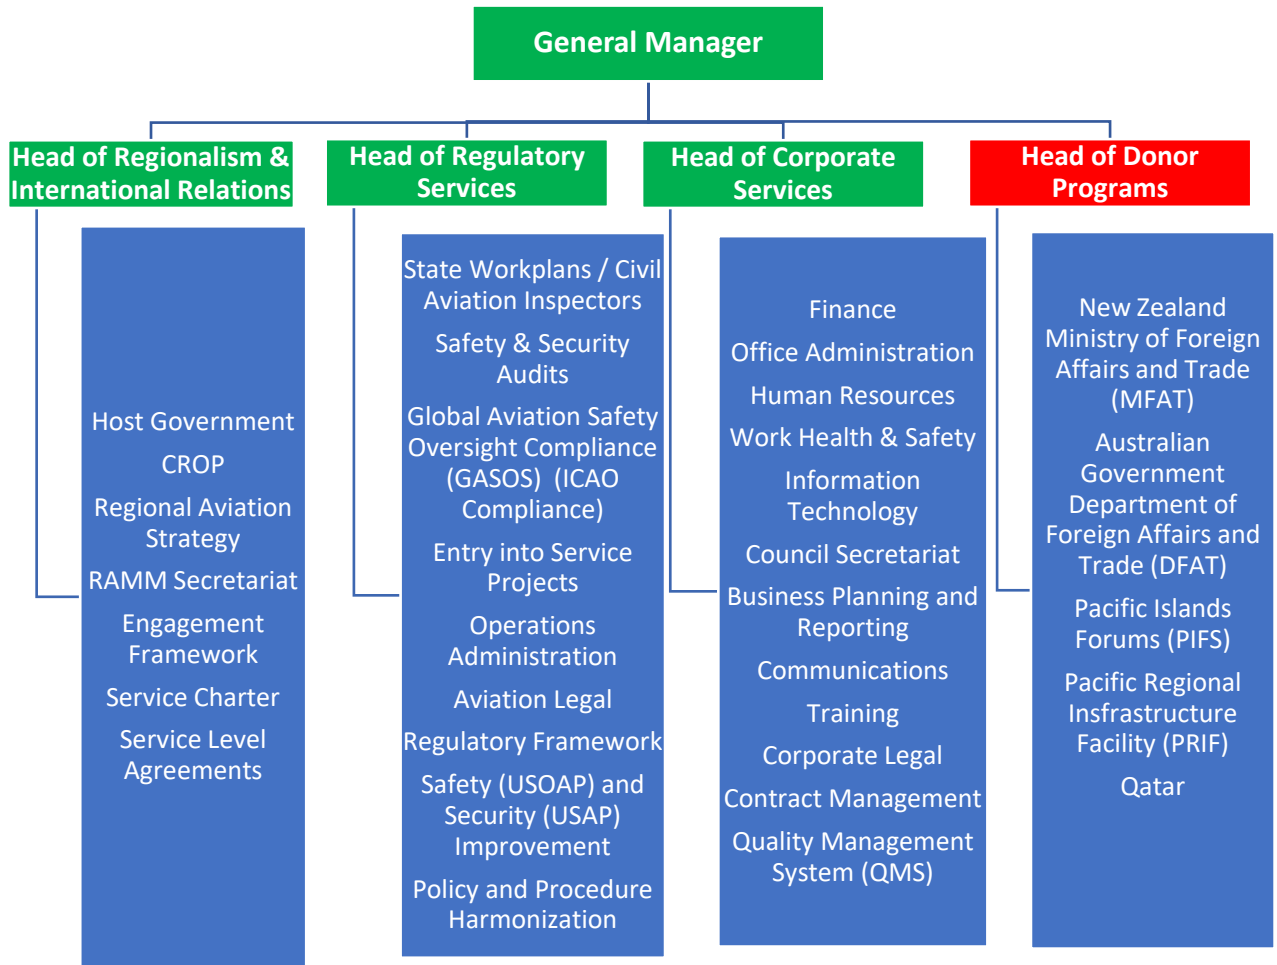 General Manager
Head of Regionalism &
International Relations
Head of Regulatory
Services
Head of Corporate
Services
Head of Donor
Programs
Host Government
CROP
Regional Aviation
Strategy
RAMM Secretariat
Engagement
Framework
Service Charter
Service Level
Agreements
State Workplans / Civil
Aviation Inspectors
Safety & Security
Audits
Global Aviation Safety
Oversight Compliance
(GASOS)  (ICAO
Compliance)
Entry into Service
Projects
Operations
Administration
Aviation Legal
Regulatory Framework
Safety (USOAP) and
Security (USAP)
Improvement
Policy and Procedure
Harmonization
Finance
Office Administration
Human Resources
Work Health & Safety
Information
Technology
Council Secretariat
Business Planning and
Reporting
Communications
Training
Corporate Legal
Contract Management
Quality Management
System (QMS)
New Zealand
Ministry of Foreign
Affairs and Trade
(MFAT)
Australian
Government
Department of
Foreign Affairs and
Trade (DFAT)
Pacific Islands
Forums (PIFS)
Pacific Regional
Insfrastructure
Facility (PRIF)
Qatar